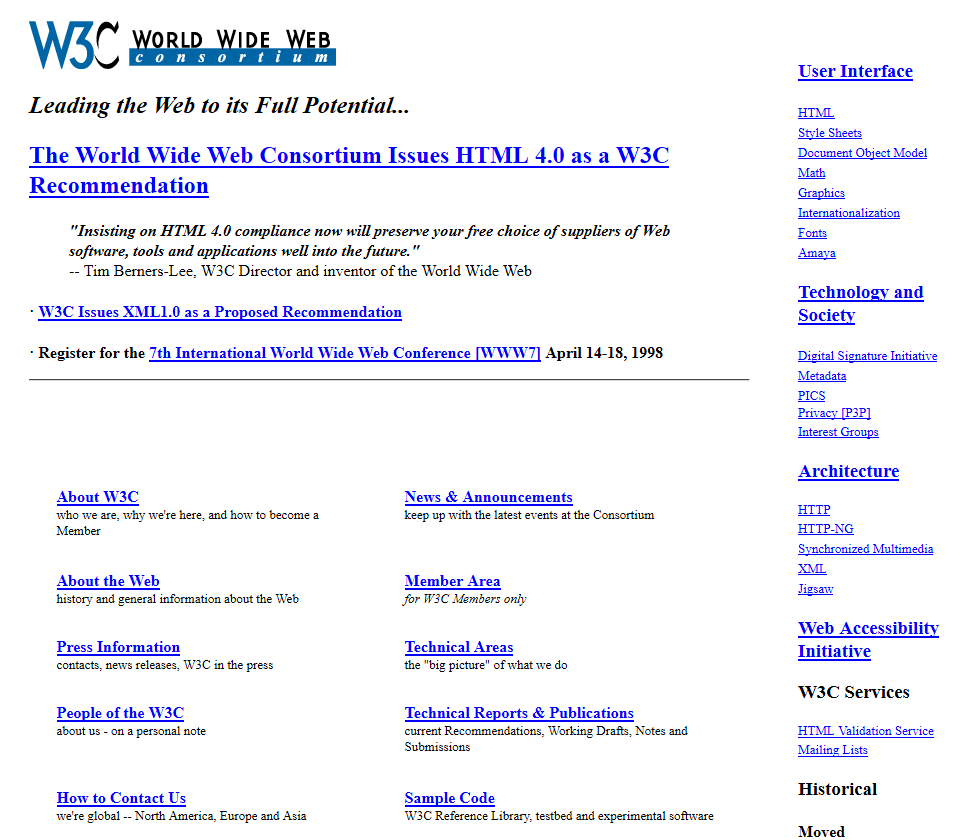 W3C WORLD WIDE WEB
consortium
Leading the Web to its Full Potential...
The World Wide Web Consortium Issues HTML 4.0 as a W3C
Recommendation
"Insisting on HTML 4.0 compliance now will preserve your free choice of suppliers of Web
software, tools and applications well into the future."
-- Tim Berners-Lee, W3C Director and inventor of the World Wide Web
· W3C Issues XML1.0 as a Proposed Recommendation
· Register for the 7th International World Wide Web Conference [WWW7] April 14-18, 1998
About W3C
who we are, why we're here, and how to become a
Member
News & Announcements
keep up with the latest events at the Consortium
About the Web
history and general information about the Web
Member Area
for W3C Members only
Press Information
contacts, news releases, W3C in the press
Technical Areas
the "big picture" of what we do
People of the W3C
about us - on a personal note
Technical Reports & Publications
current Recommendations, Working Drafts, Notes and
Submissions
How to Contact Us
we're global -- North America, Europe and Asia
Sample Code
W3C Reference Library, testbed and experimental software
User Interface
HTML
Style Sheets
Document Object Model
Math
Graphics
Internationalization
Fonts
Amaya
Technology and
Society
Digital Signature Initiative
Metadata
PICS
Privacy [P3P]
Interest Groups
Architecture
HTTP
HTTP-NG
Synchronized Multimedia
XML
Jigsaw
Web Accessibility
Initiative
W3C Services
HTML Validation Service
Mailing Lists
Historical
Moved